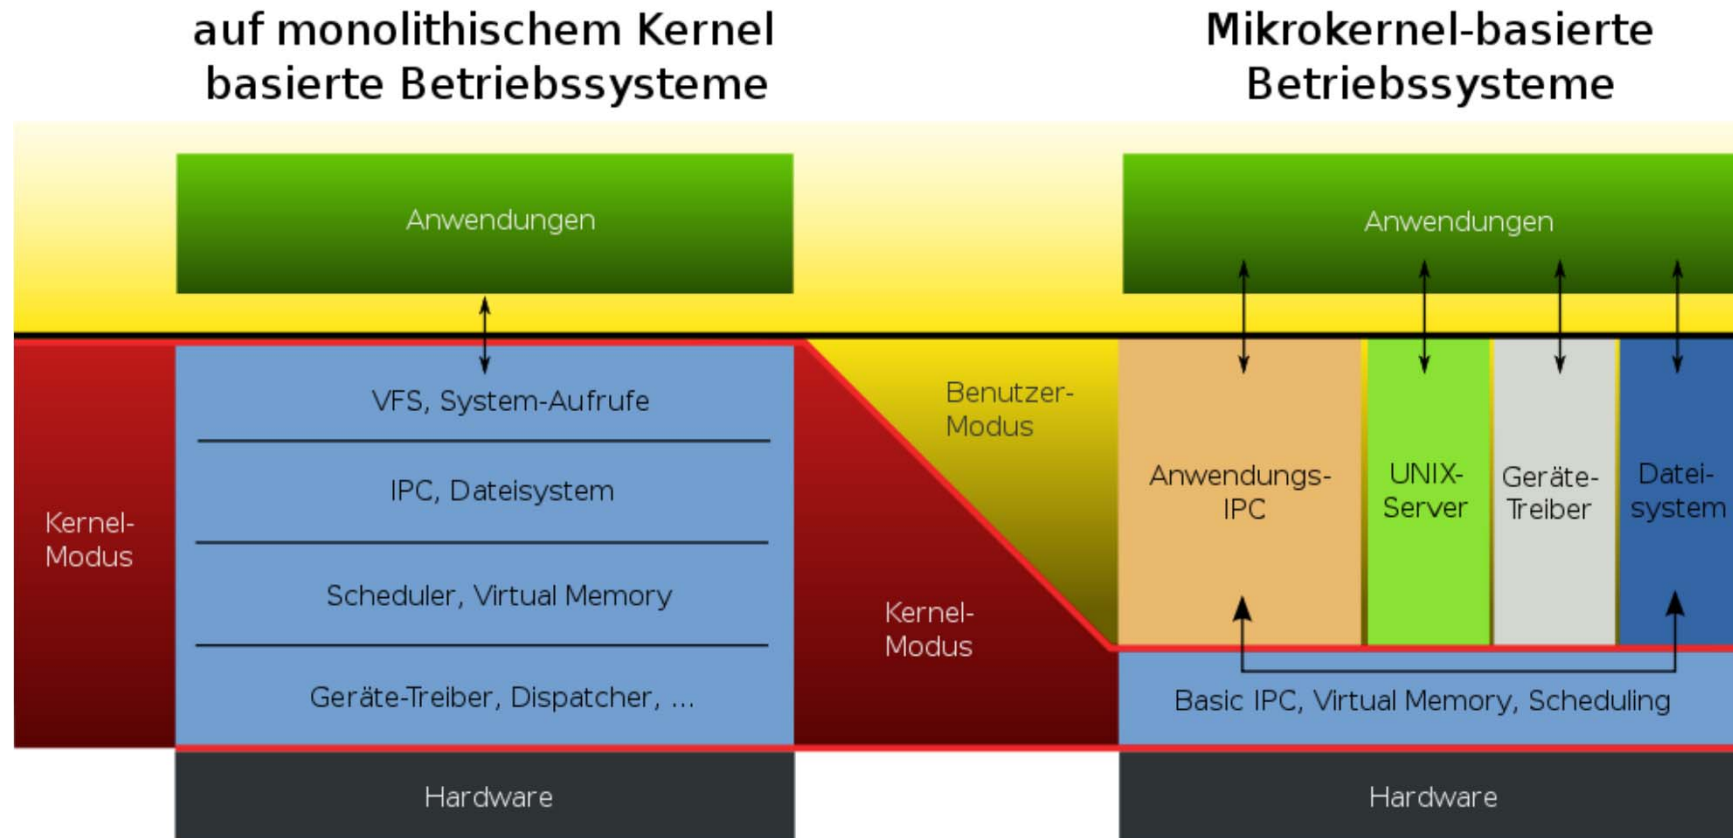 auf monolithischem Kernel
basierte Betriebssysteme
Mikrokernel-basierte
Betriebssysteme
Anwendungen
Anwendungen
VFS, System-Aufrufe
IPC, Dateisystem
Kernel-
Modus
Scheduler, Virtual Memory
Geräte-Treiber, Dispatcher, ...
Hardware
Benutzer-
Modus
Kernel-
Modus
Anwendungs-
IPC
UNIX-
Server
Geräte-
Treiber
Datei-
system
Basic IPC, Virtual Memory, Scheduling
Hardware